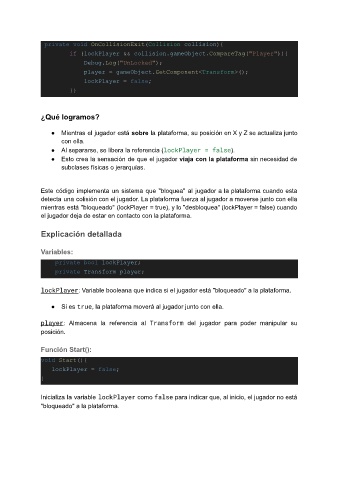 private void OnCollisionExit(Collision collision){
if (lockPlayer && collision.gameObject.CompareTag("Player")){
Debug.Log("UnLocked");
player = gameObject.GetComponent<Transform>();
lockPlayer = false;
}}
¿Qué logramos?
● Mientras el jugador está sobre la plataforma, su posición en X y Z se actualiza junto
con ella.
● Al separarse, se libera la referencia (lockPlayer = false).
● Esto crea la sensación de que el jugador viaja con la plataforma sin necesidad de
subclases físicas o jerarquías.
Este código implementa un sistema que "bloquea" al jugador a la plataforma cuando esta
detecta una colisión con el jugador. La plataforma fuerza al jugador a moverse junto con ella
mientras está "bloqueado" (lockPlayer = true), y lo "desbloquea" (lockPlayer = false) cuando
el jugador deja de estar en contacto con la plataforma.
Explicación detallada
Variables:
private bool lockPlayer;
private Transform player;
lockPlayer: Variable booleana que indica si el jugador está "bloqueado" a la plataforma.
● Si es true, la plataforma moverá al jugador junto con ella.
player: Almacena la referencia al Transform del jugador para poder manipular su
posición.
Función Start():
void Start(){
lockPlayer = false;
}
Inicializa la variable lockPlayer como false para indicar que, al inicio, el jugador no está
"bloqueado" a la plataforma.